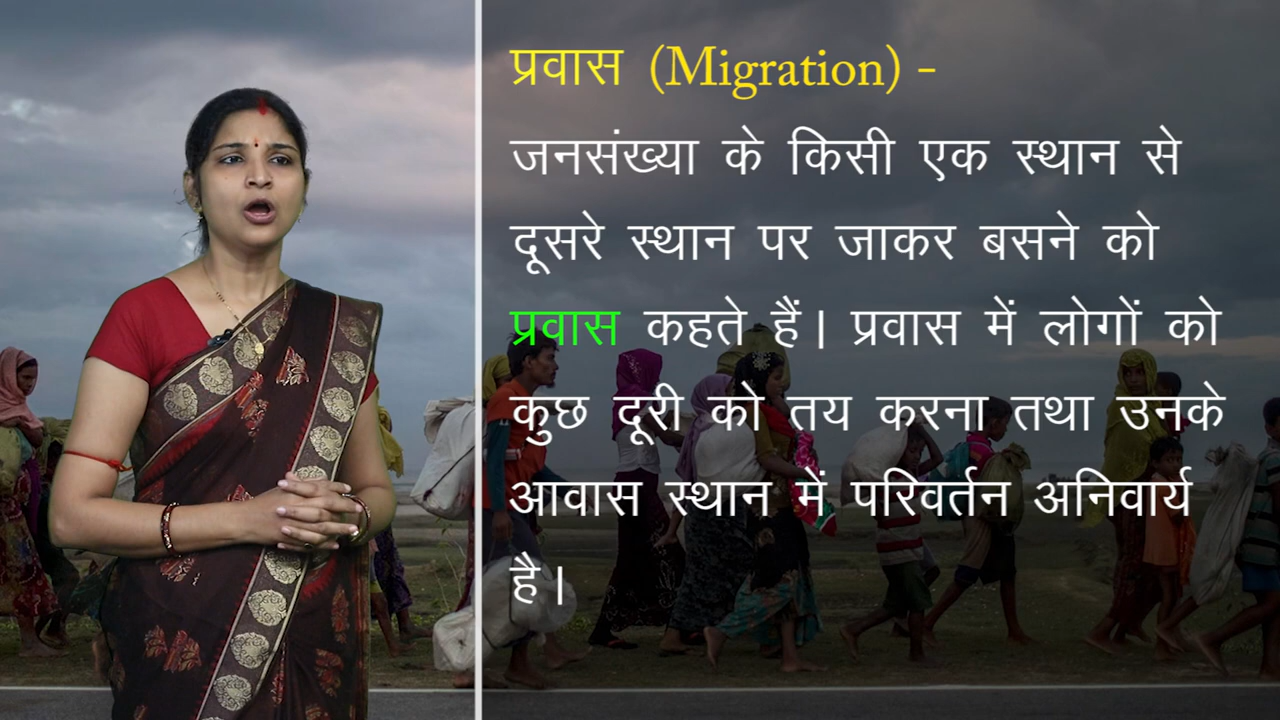 प्रवास (Migration) -
जनसंख्या के किसी एक स्थान से
दूसरे स्थान पर जाकर बसने को
प्रवास कहते हैं। प्रवास में लोगों को
कुछ दूरी को तय करना तथा उनके
आवास स्थान में परिवर्तन अनिवार्य
है।